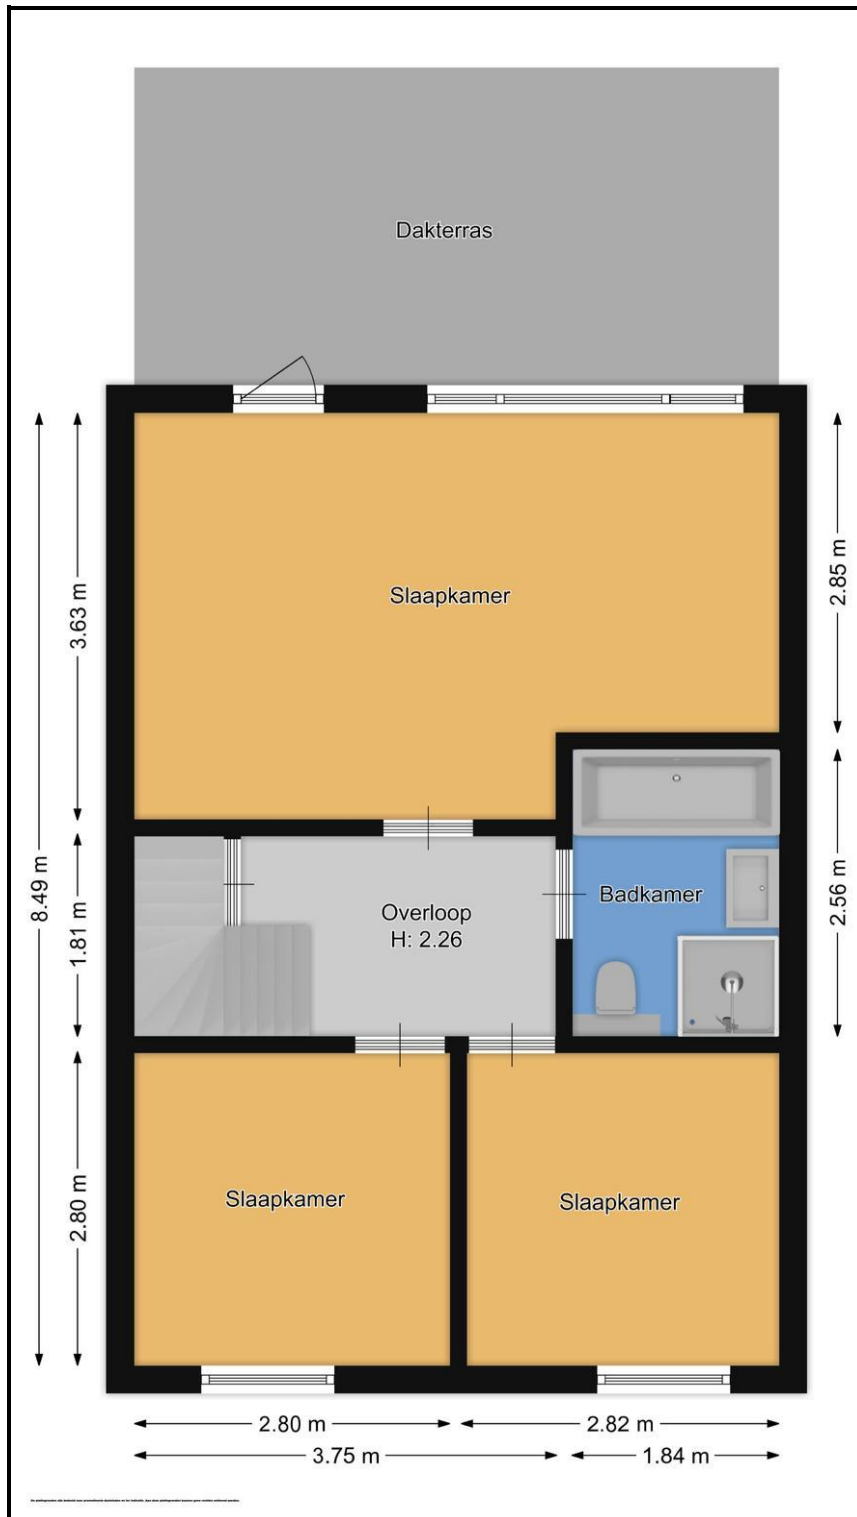 Dakterras
Slaapkamer
3.63 m
2.85 m
8.49 m
1.81 m
Overloop
H: 2.26
Badkamer
2.56 m
2.80 m
Slaapkamer
Slaapkamer
2.80 m
2.82 m
3.75 m
1.84 m